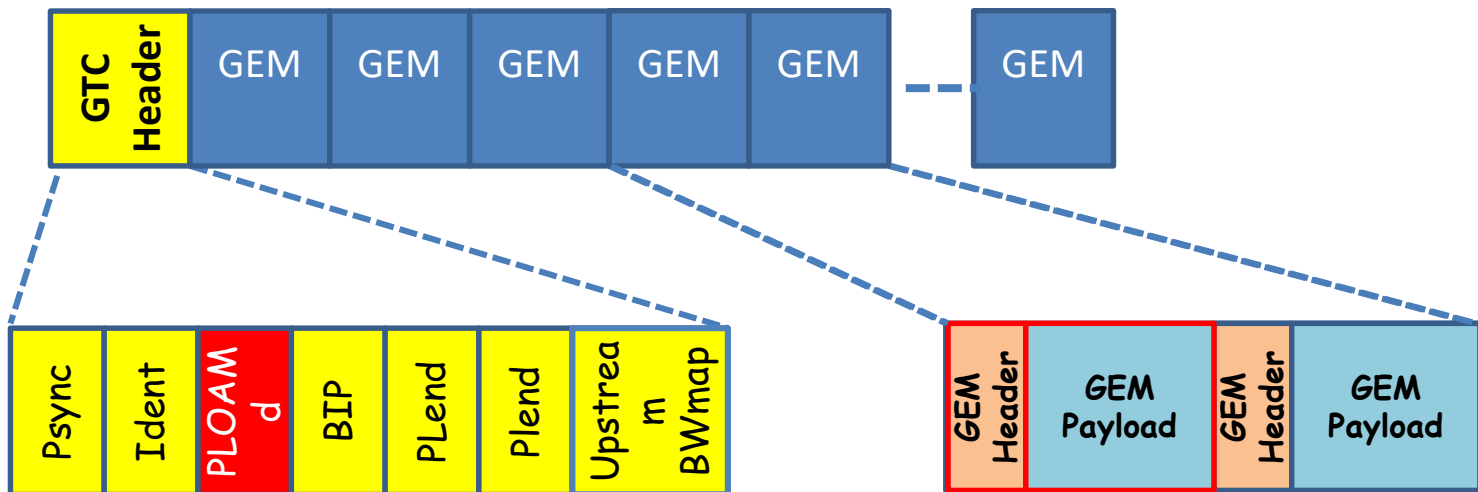 GTC
Header
GEM
GEM
GEM
GEM
GEM
GEM
Psync
Ident
PLOAM
d
BIP
PLend
Plend
Upstrea
m
BWmap
GEM
Header
GEM
Payload
GEM
Header
GEM
Payload